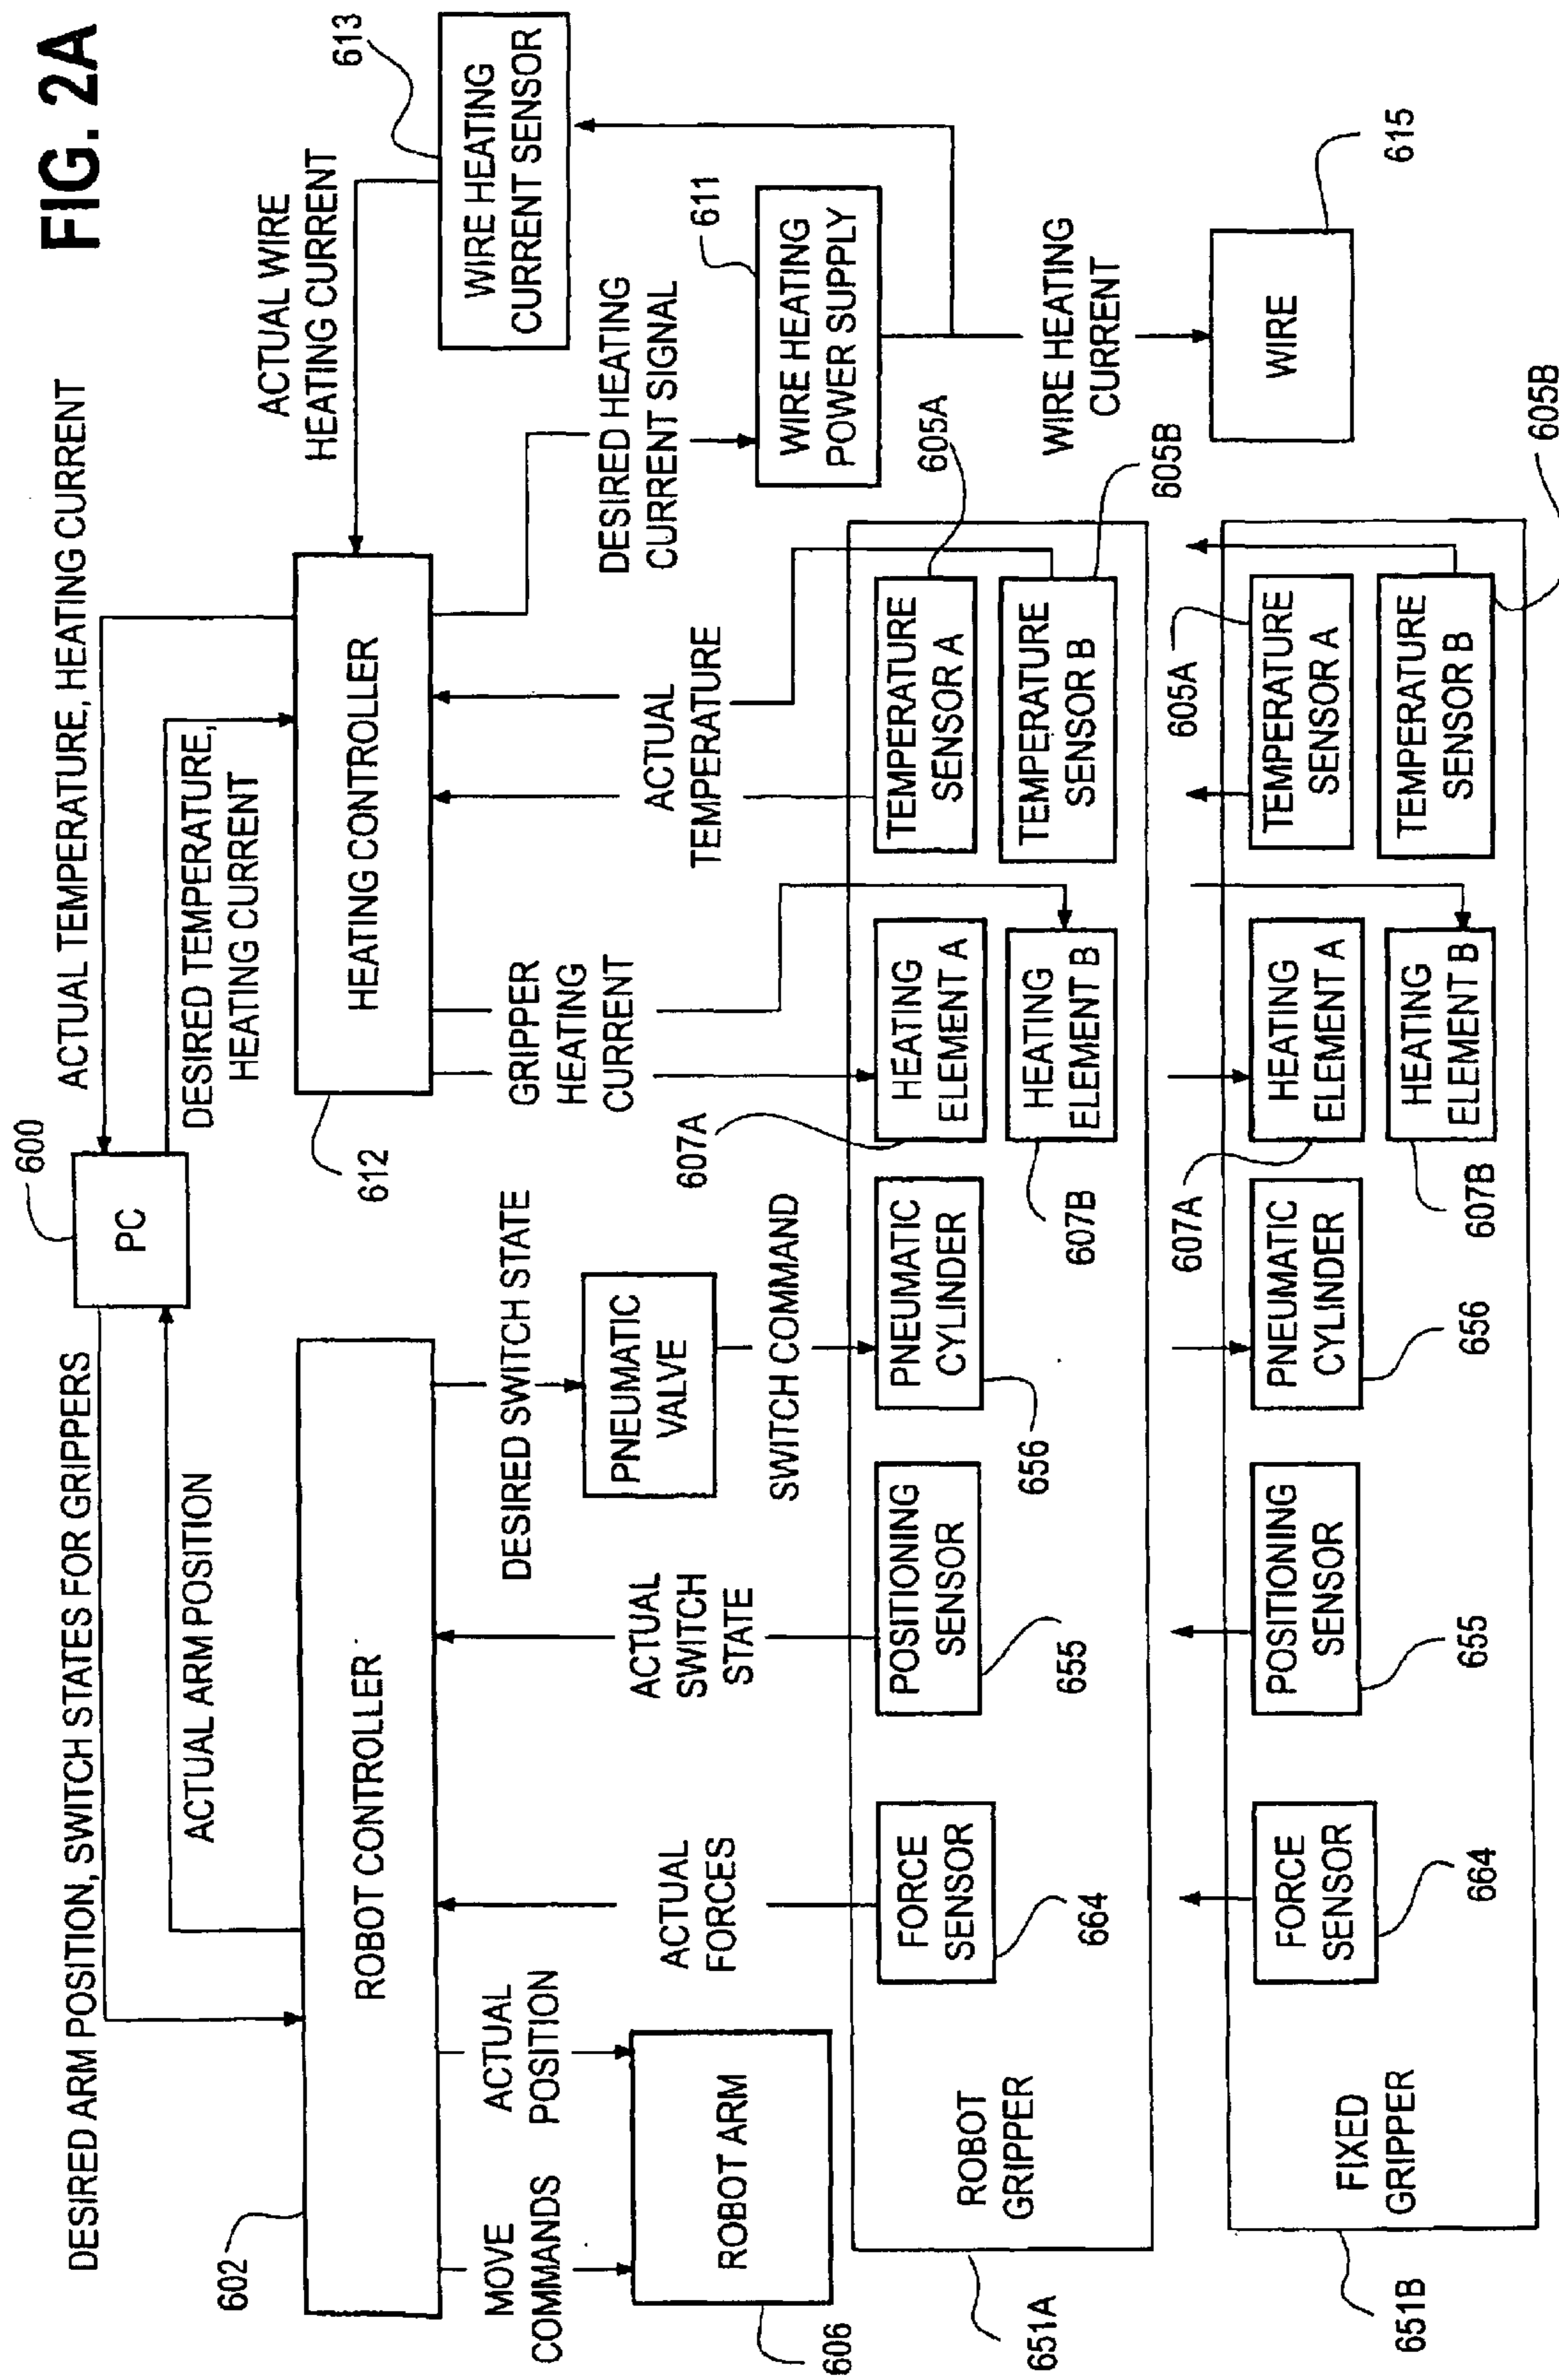 FIG. 2A
DESIRED ARM POSITION, SWITCH STATES FOR GRIPPERS
600
ACTUAL TEMPERATURE, HEATING CURRENT
PC
ACTUAL ARM POSITION
DESIRED TEMPERATURE,
HEATING CURRENT
ACTUAL WIRE
HEATING CURRENT
613
602
ROBOT CONTROLLER
612
HEATING CONTROLLER
WIRE HEATING
CURRENT SENSOR
MOVE
COMMANDS
ACTUAL
POSITION
ACTUAL
FORCES
ACTUAL
SWITCH
STATE
DESIRED SWITCH STATE
PNEUMATIC
VALVE
SWITCH COMMAND
GRIPPER
HEATING
CURRENT
ACTUAL
TEMPERATURE
DESIRED HEATING
CURRENT SIGNAL
611
WIRE HEATING
POWER SUPPLY
ROBOT ARM
606
607A
605A
WIRE HEATING
CURRENT
ROBOT
GRIPPER
FORCE
SENSOR
664
POSITIONING
SENSOR
655
PNEUMATIC
CYLINDER
656
HEATING
ELEMENT A
HEATING
ELEMENT B
607B
TEMPERATURE
SENSOR A
TEMPERATURE
SENSOR B
605B
651A
WIRE
615
FIXED
GRIPPER
FORCE
SENSOR
664
POSITIONING
SENSOR
655
PNEUMATIC
CYLINDER
656
607A
HEATING
ELEMENT A
HEATING
ELEMENT B
607B
605A
TEMPERATURE
SENSOR A
TEMPERATURE
SENSOR B
605B
651B